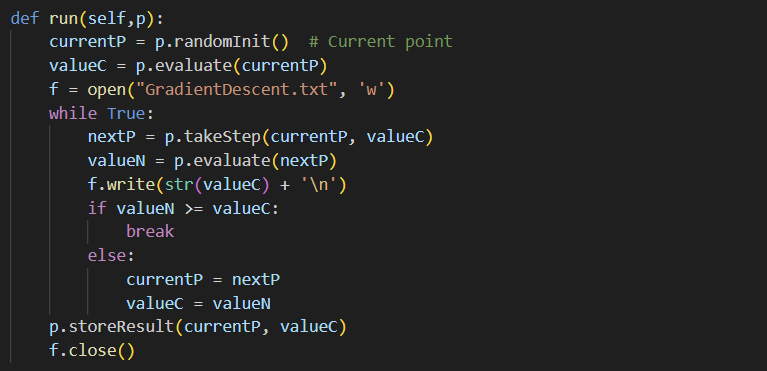 def run(self,p):
    currentP = p.randomInit()  # Current point
    valueC = p.evaluate(currentP)
    f = open("GradientDescent.txt", 'w')
    while True:
        nextP = p.takeStep(currentP, valueC)
        valueN = p.evaluate(nextP)
        f.write(str(valueC) + '\n')
        if valueN >= valueC:
            break
        else:
            currentP = nextP
            valueC = valueN
    p.storeResult(currentP, valueC)
    f.close()